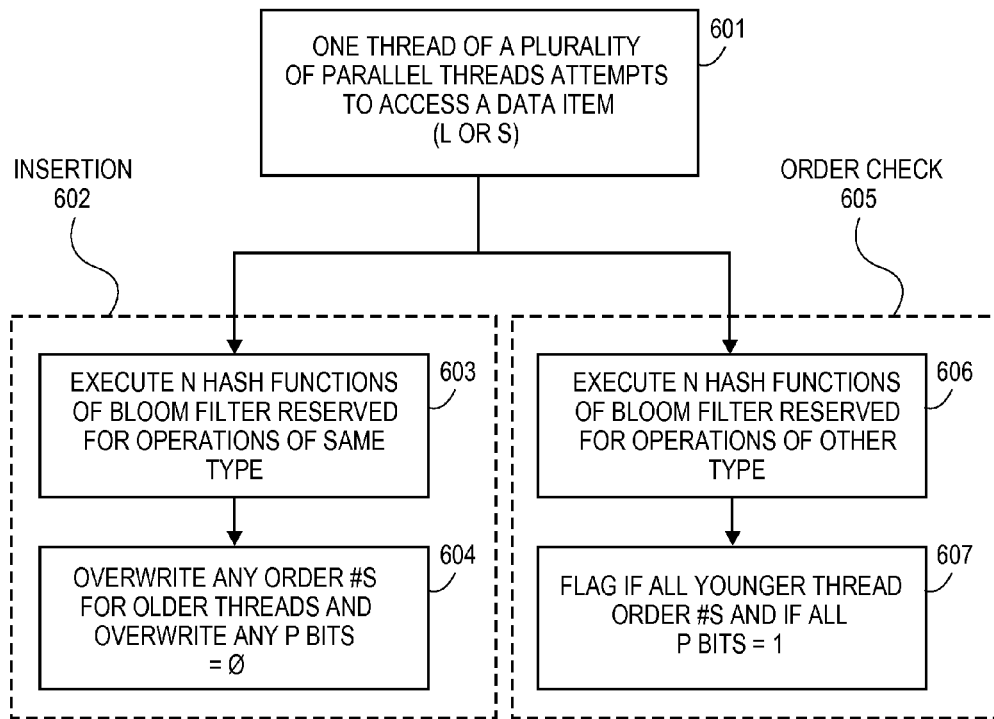 ONE THREAD OF A PLURALITY
OF PARALLEL THREADS ATTEMPTS
TO ACCESS A DATA ITEM
(L OR S)
601
INSERTION
602
ORDER CHECK
605
EXECUTE N HASH FUNCTIONS
OF BLOOM FILTER RESERVED
FOR OPERATIONS OF SAME
TYPE
603
EXECUTE N HASH FUNCTIONS
OF BLOOM FILTER RESERVED
FOR OPERATIONS OF OTHER
TYPE
606
OVERWRITE ANY ORDER #S
FOR OLDER THREADS AND
OVERWRITE ANY P BITS
= Ø
604
FLAG IF ALL YOUNGER THREAD
ORDER #S AND IF ALL
P BITS = 1
607